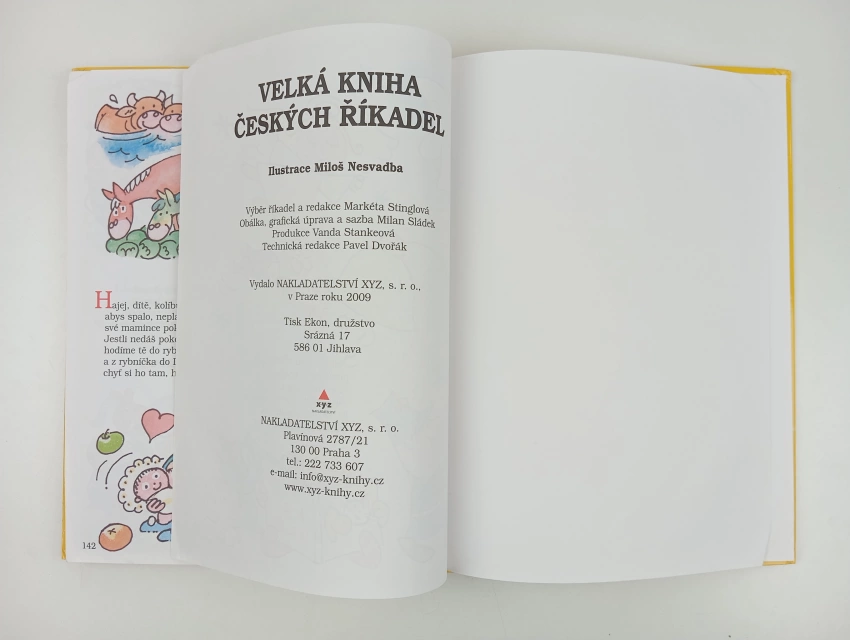 Hajej, dítě, kolíb
abys spalo, nepla
své mamince pok
Jestli nedáš poko
hodíme tě do ryb
a z rybníčka do
chyť si ho tam, h
142
VELKÁ KNIHA
ČESKÝCH ŘÍKADEL
Ilustrace Miloš Nesvadba
Výběr říkadel a redakce Markéta Stinglová
Obálka, grafická úprava a sazba Milan Sládek
Produkce Vanda Stankeová
Technická redakce Pavel Dvořák
Vydalo NAKLADATELSTVÍ XYZ, s. r. o.,
v Praze roku 2009
Tisk Ekon, družstvo
Srázná 17
586 01 Jihlava
xyz
NAKLADATELSTVÍ
NAKLADATELSTVÍ XYZ, s. r. o.
Plavínová 2787/21
130 00 Praha 3
tel.: 222 733 607
e-mail: info@xyz-knihy.cz
www.xyz-knihy.cz